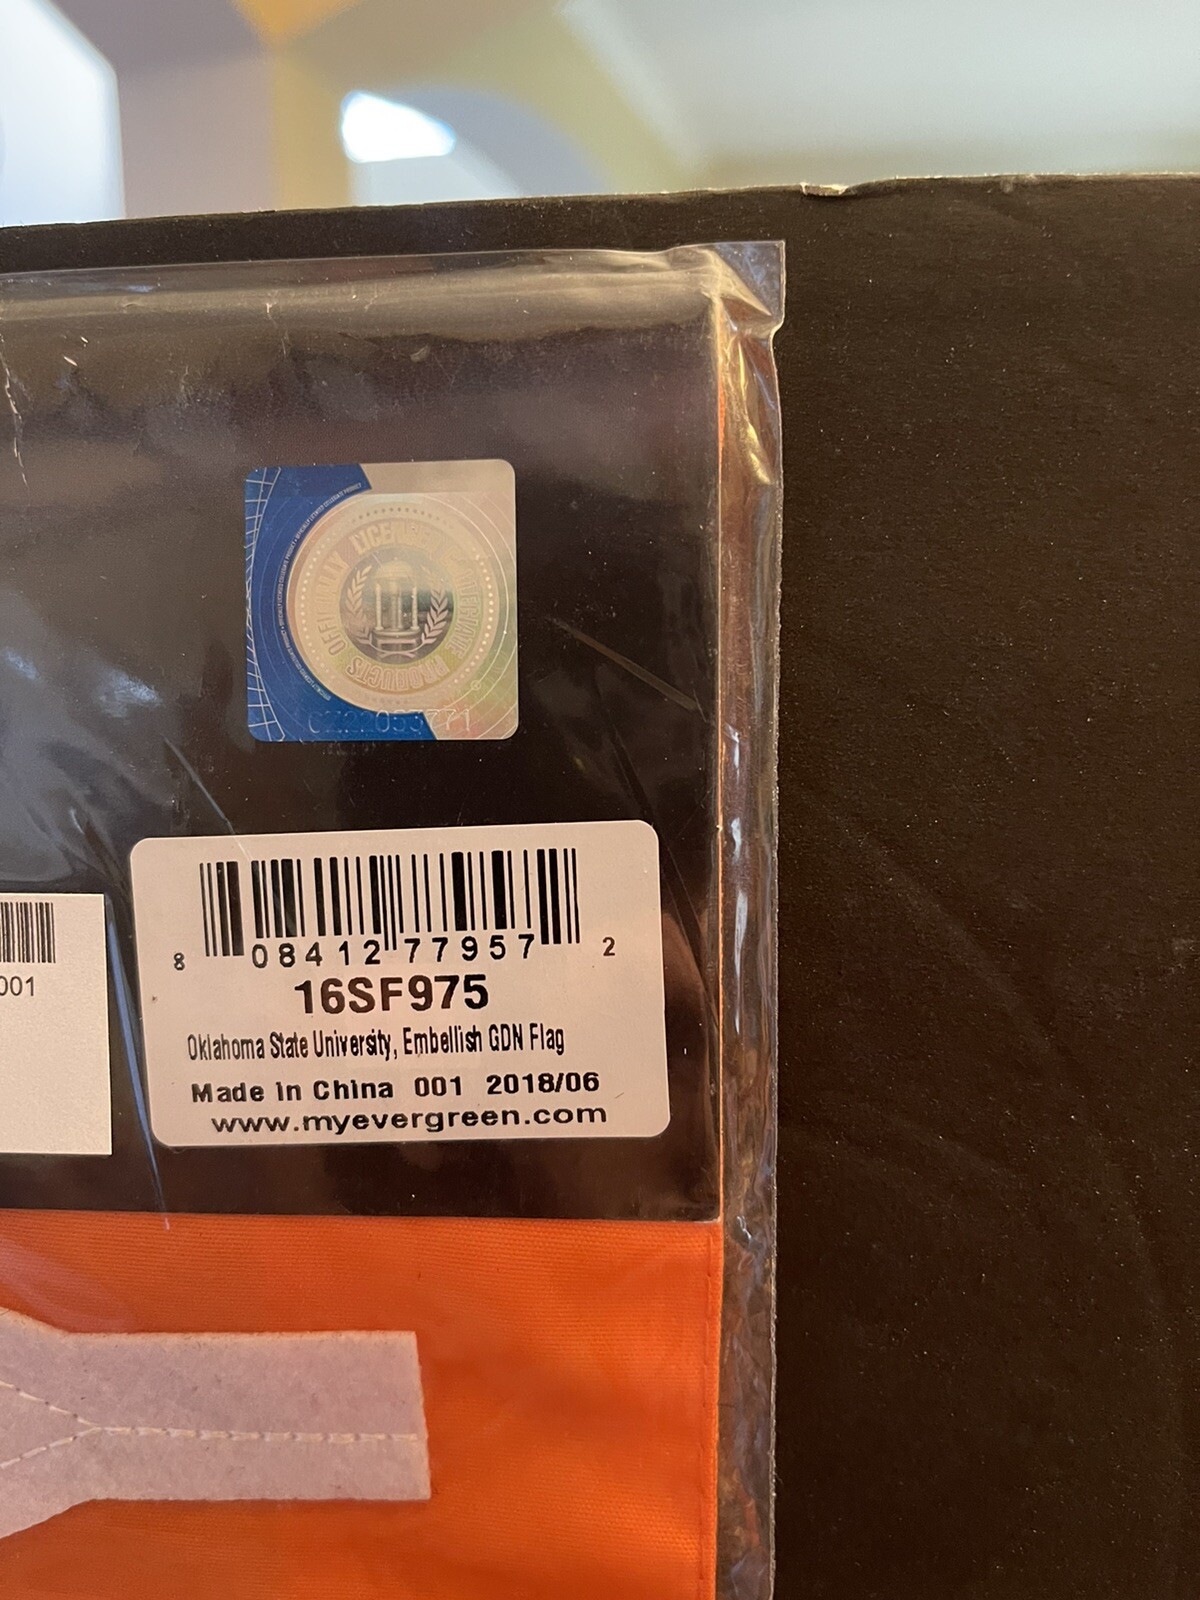 OFFICIALLY LICENSED COLLEGIATE PRODUCTS
8 08412 77957 2
001
16SF975
Oklahoma State University, Embellish GDN Flag
Made in China 001 2018/06
www.myevergreen.com